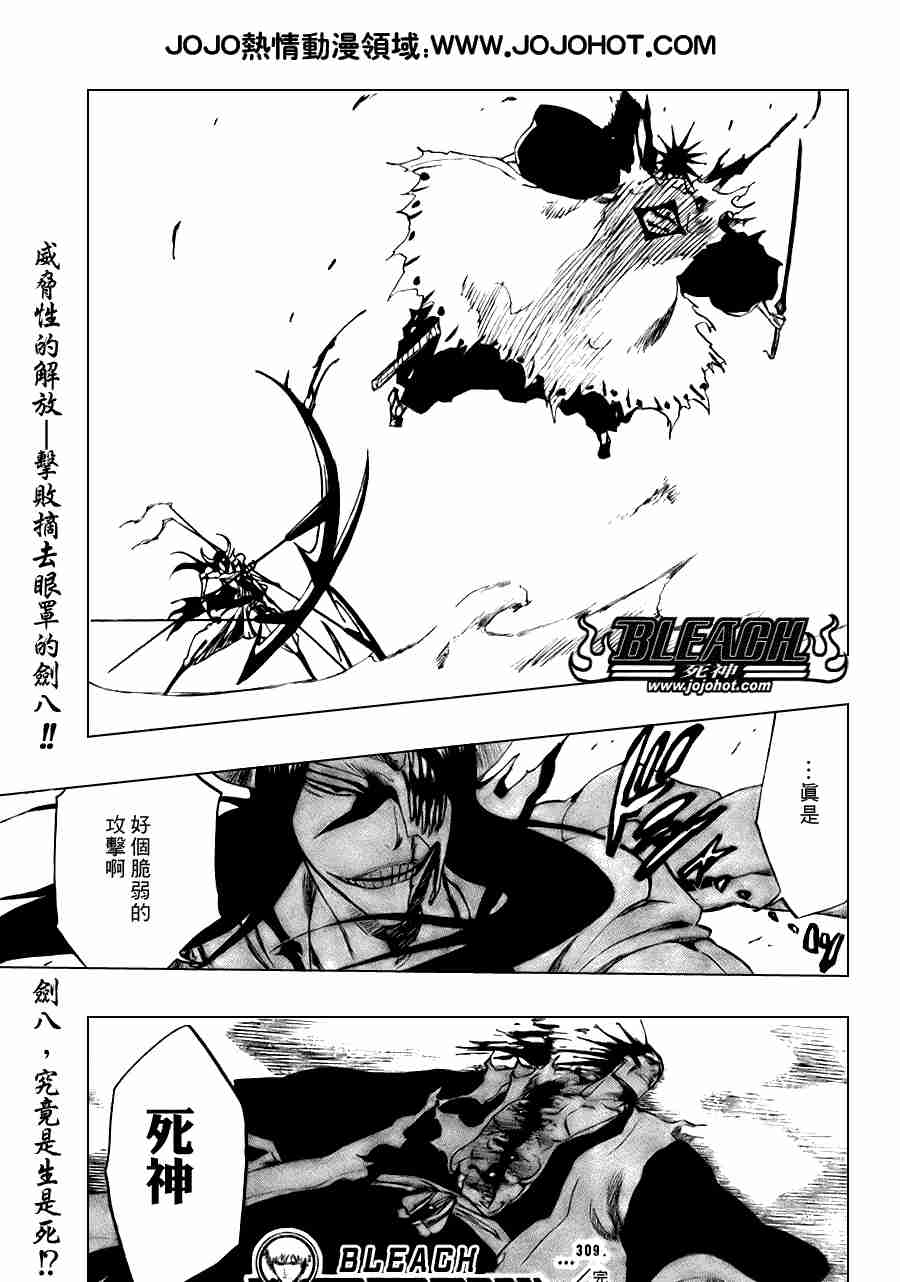 JOJO熱情動漫領域:WWW.JOJOHOT.COM
威脅性的解放—擊敗摘去眼罩的劍八!!
BLEACH
死神
www.jojohot.com
…真是
好個脆弱的
攻擊啊
劍八，究竟是生是死!?
死神
BLEACH
309.
…/完